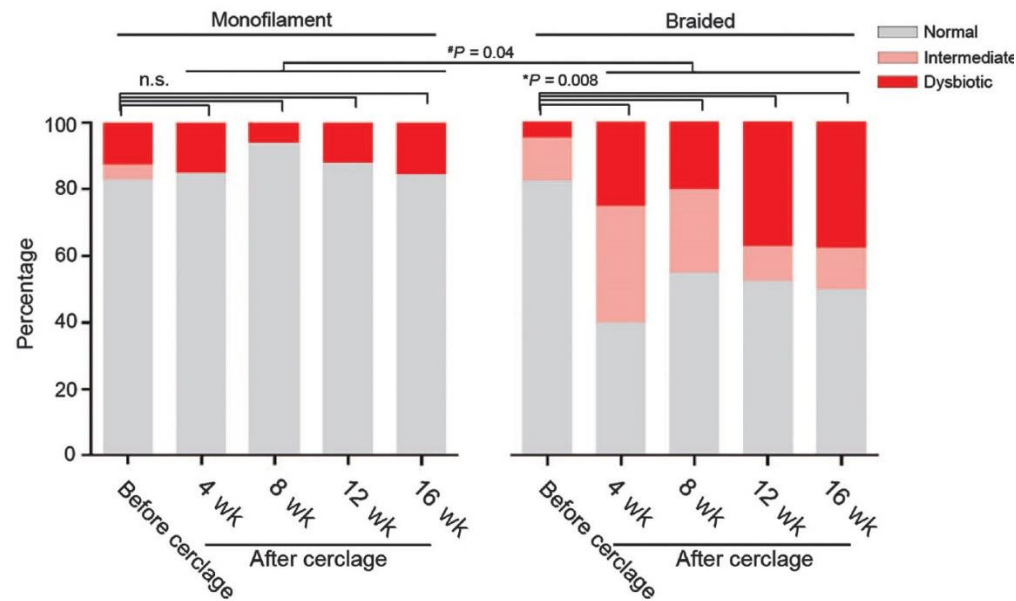 Monofilament
Braided
Normal
Intermediate
Dysbiotic
#P = 0.04
n.s.
*P = 0.008
Percentage
100
80
60
40
20
0
Before cerclage
4 wk
8 wk
12 wk
16 wk
After cerclage
Before cerclage
4 wk
8 wk
12 wk
16 wk
After cerclage